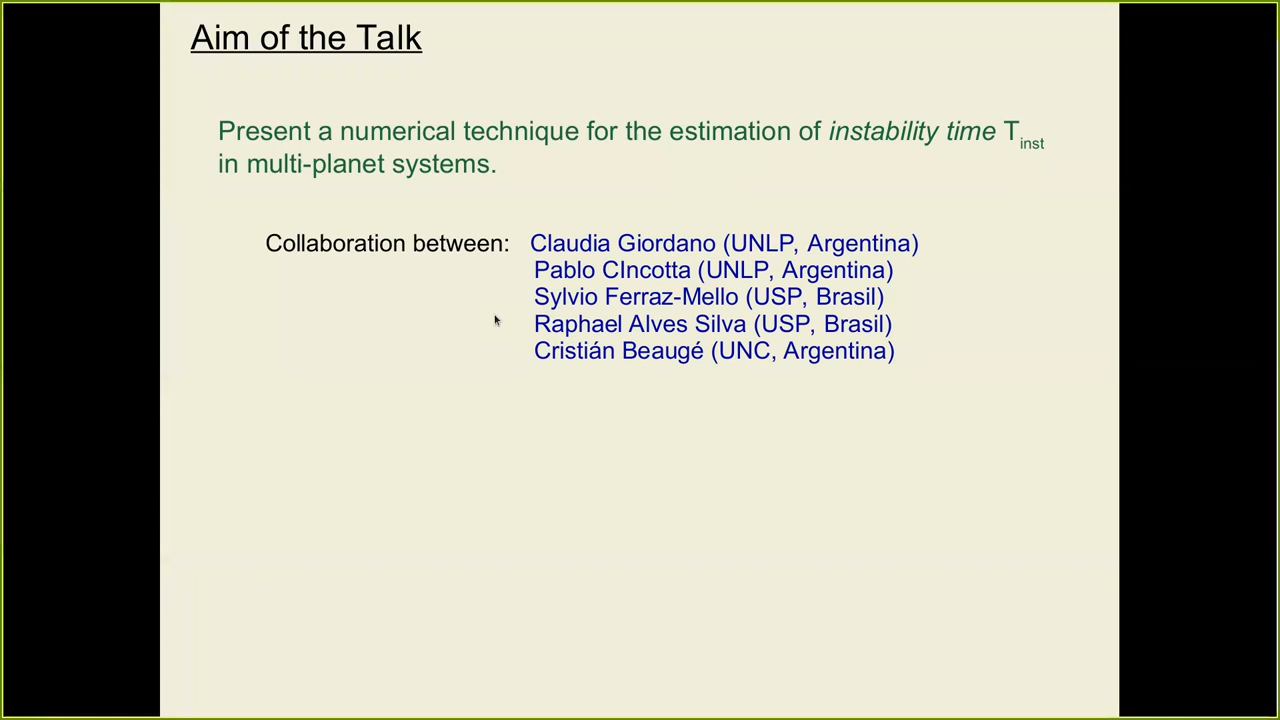 Aim of the Talk
Present a numerical technique for the estimation of instability time Tinst
in multi-planet systems.
Collaboration between: Claudia Giordano (UNLP, Argentina)
Pablo CIncotta (UNLP, Argentina)
Sylvio Ferraz-Mello (USP, Brasil)
Raphael Alves Silva (USP, Brasil)
Cristián Beaugé (UNC, Argentina)